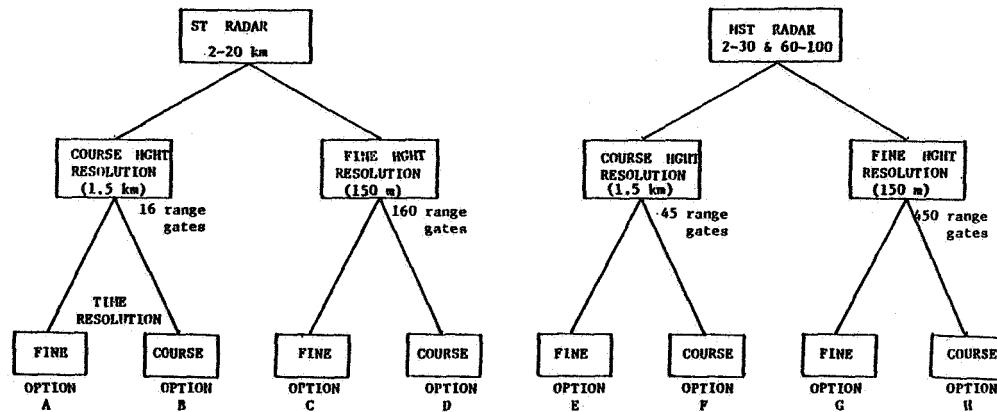 ST RADAR
2-20 km
MST RADAR
2-30 & 60-100
COURSE HGHT
RESOLUTION
(1.5 km)
FINE HGHT
RESOLUTION
(150 m)
COURSE HGHT
RESOLUTION
(1.5 km)
FINE HGHT
RESOLUTION
(150 m)
16 range
gates
160 range
gates
45 range
gates
450 range
gates
TIME
RESOLUTION
FINE
COURSE
FINE
COURSE
FINE
COURSE
FINE
COURSE
OPTION
A
OPTION
B
OPTION
C
OPTION
D
OPTION
E
OPTION
F
OPTION
G
OPTION
H